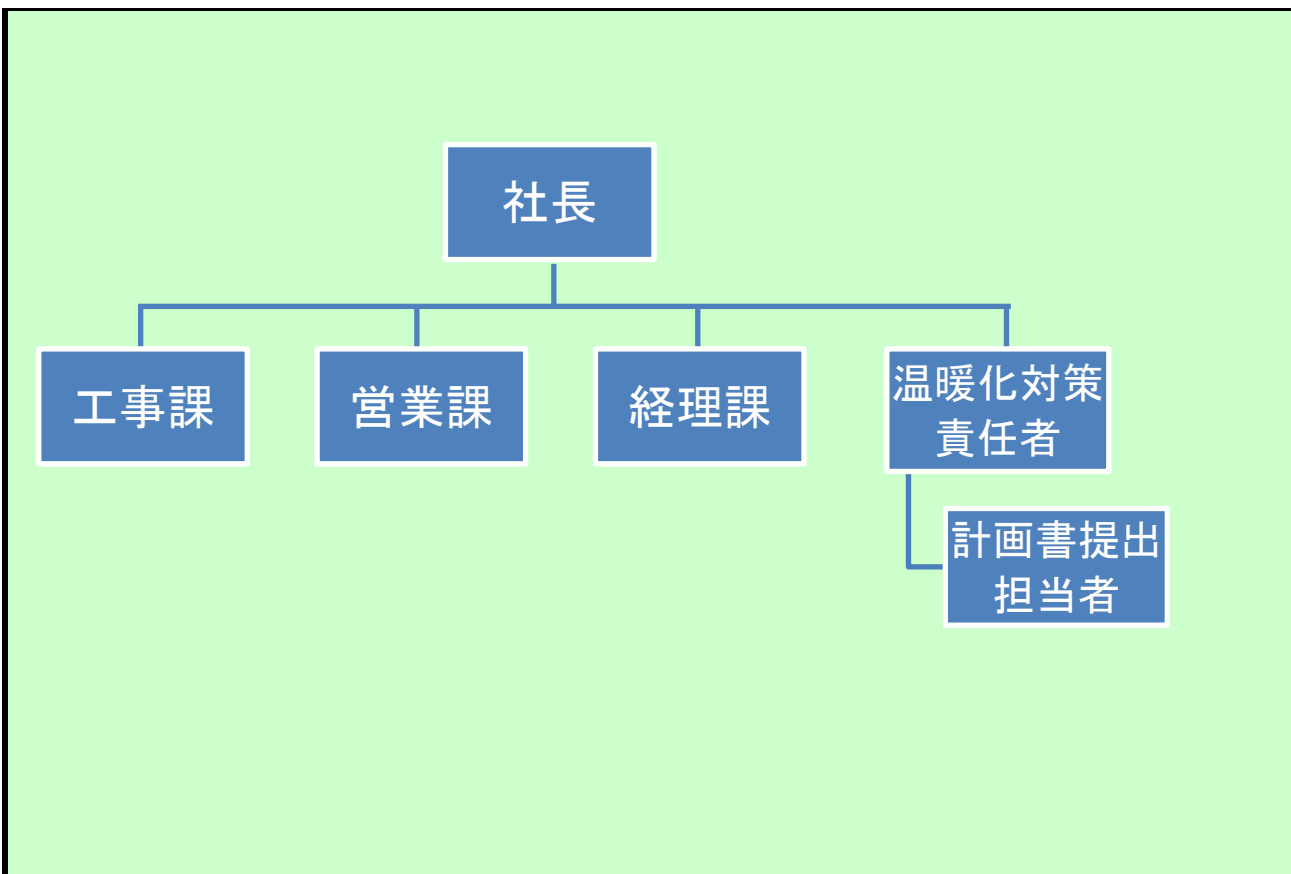 社長
工事課
営業課
経理課
温暖化対策
責任者
計画書提出
担当者